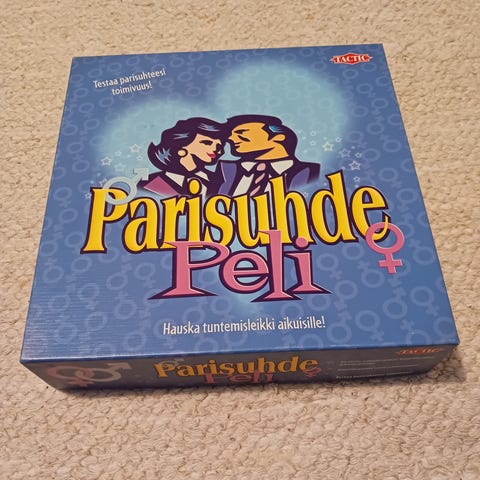 Testaa parisuhteesi
toimivuus!
TACTIC
Parisuhde
Peli
Hauska tuntemisleikki aikuisille!
TACTIC
Parisuhde
Peli